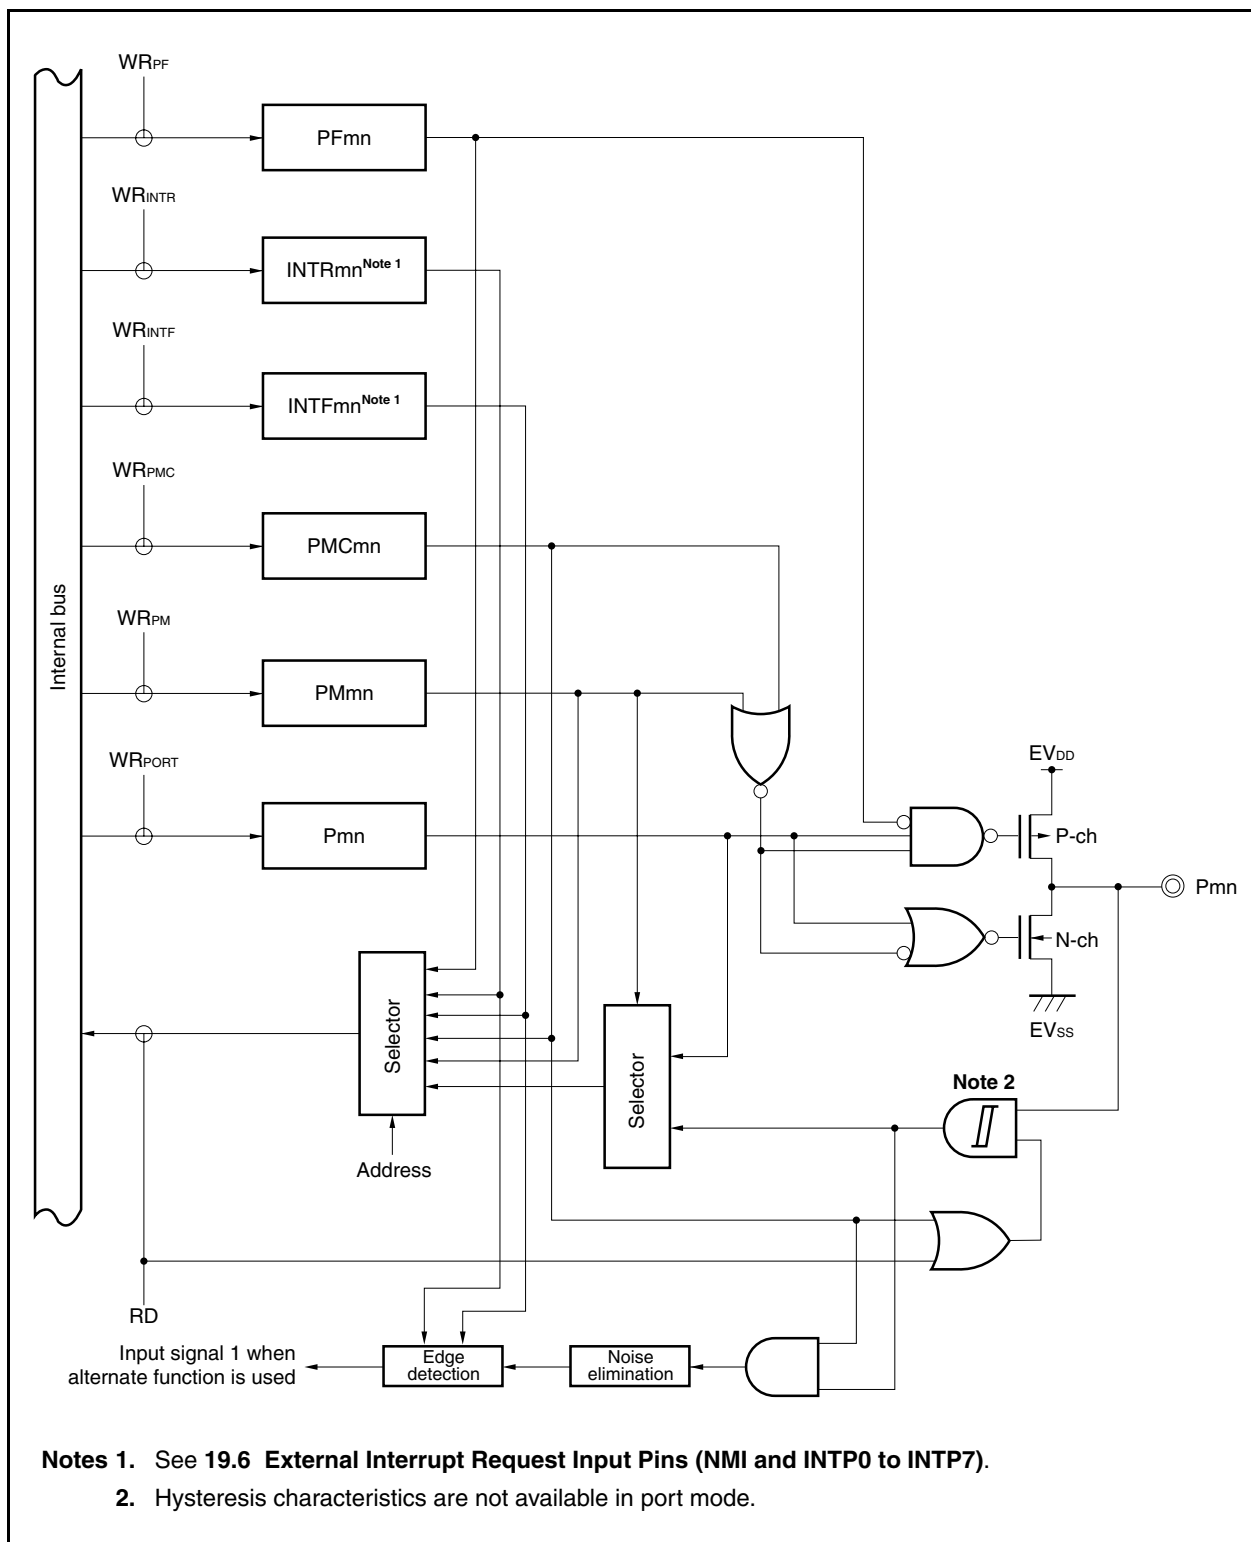 WRPF
PFmn
WRINTR
INTRmnNote 1
WRINTF
INTFmnNote 1
WRPMC
PMCmn
Internal bus
WRPM
PMmn
WRPORT
Pmn
EVDD
P-ch
Pmn
N-ch
EVSS
Selector
Selector
Note 2
Address
RD
Input signal 1 when
alternate function is used
Edge
detection
Noise
elimination
Notes 1. See 19.6 External Interrupt Request Input Pins (NMI and INTP0 to INTP7).
2. Hysteresis characteristics are not available in port mode.